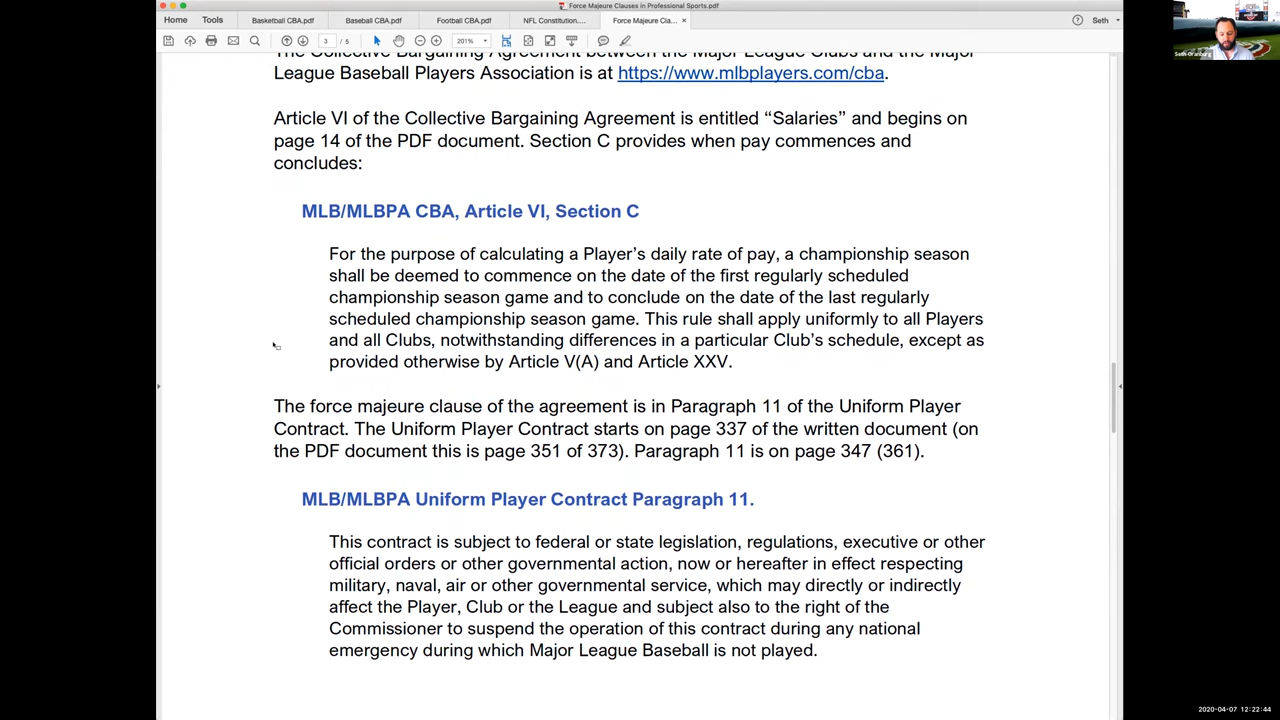 Force Majeure Clauses in Professional Sports.pdf
Home Tools Basketball CBA.pdf Baseball CBA.pdf Football CBA.pdf NFL Constitution.... Force Majeure Cla... × Seth
3 / 5 201%
The Collective Bargaining Agreement between the Major League Clubs and the Major
League Baseball Players Association is at https://www.mlbplayers.com/cba.
Article VI of the Collective Bargaining Agreement is entitled “Salaries” and begins on
page 14 of the PDF document. Section C provides when pay commences and
concludes:
MLB/MLBPA CBA, Article VI, Section C
For the purpose of calculating a Player’s daily rate of pay, a championship season
shall be deemed to commence on the date of the first regularly scheduled
championship season game and to conclude on the date of the last regularly
scheduled championship season game. This rule shall apply uniformly to all Players
and all Clubs, notwithstanding differences in a particular Club’s schedule, except as
provided otherwise by Article V(A) and Article XXV.
The force majeure clause of the agreement is in Paragraph 11 of the Uniform Player
Contract. The Uniform Player Contract starts on page 337 of the written document (on
the PDF document this is page 351 of 373). Paragraph 11 is on page 347 (361).
MLB/MLBPA Uniform Player Contract Paragraph 11.
This contract is subject to federal or state legislation, regulations, executive or other
official orders or other governmental action, now or hereafter in effect respecting
military, naval, air or other governmental service, which may directly or indirectly
affect the Player, Club or the League and subject also to the right of the
Commissioner to suspend the operation of this contract during any national
emergency during which Major League Baseball is not played.
Seth Oranburg
2020-04-07 12:22:44